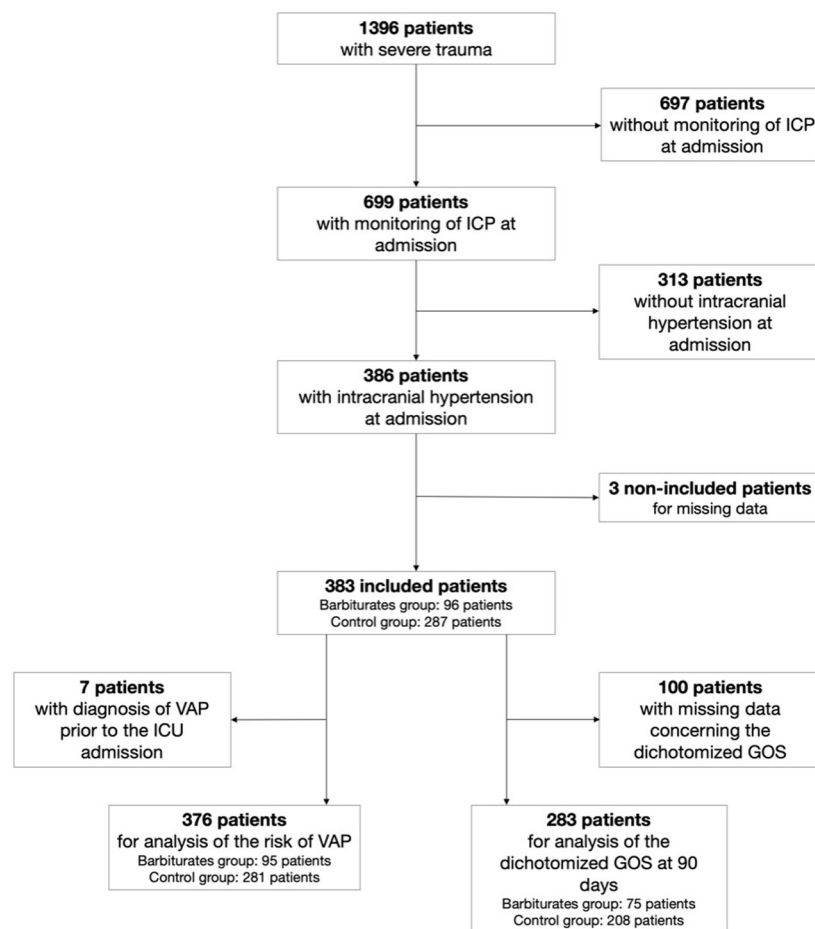 1396 patients
with severe trauma
697 patients
without monitoring of ICP
at admission
699 patients
with monitoring of ICP at
admission
313 patients
without intracranial
hypertension at
admission
386 patients
with intracranial hypertension
at admission
3 non-included patients
for missing data
383 included patients
Barbiturates group: 96 patients
Control group: 287 patients
7 patients
with diagnosis of VAP
prior to the ICU
admission
100 patients
with missing data
concerning the
dichotomized GOS
376 patients
for analysis of the risk of VAP
Barbiturates group: 95 patients
Control group: 281 patients
283 patients
for analysis of the
dichotomized GOS at 90
days
Barbiturates group: 75 patients
Control group: 208 patients